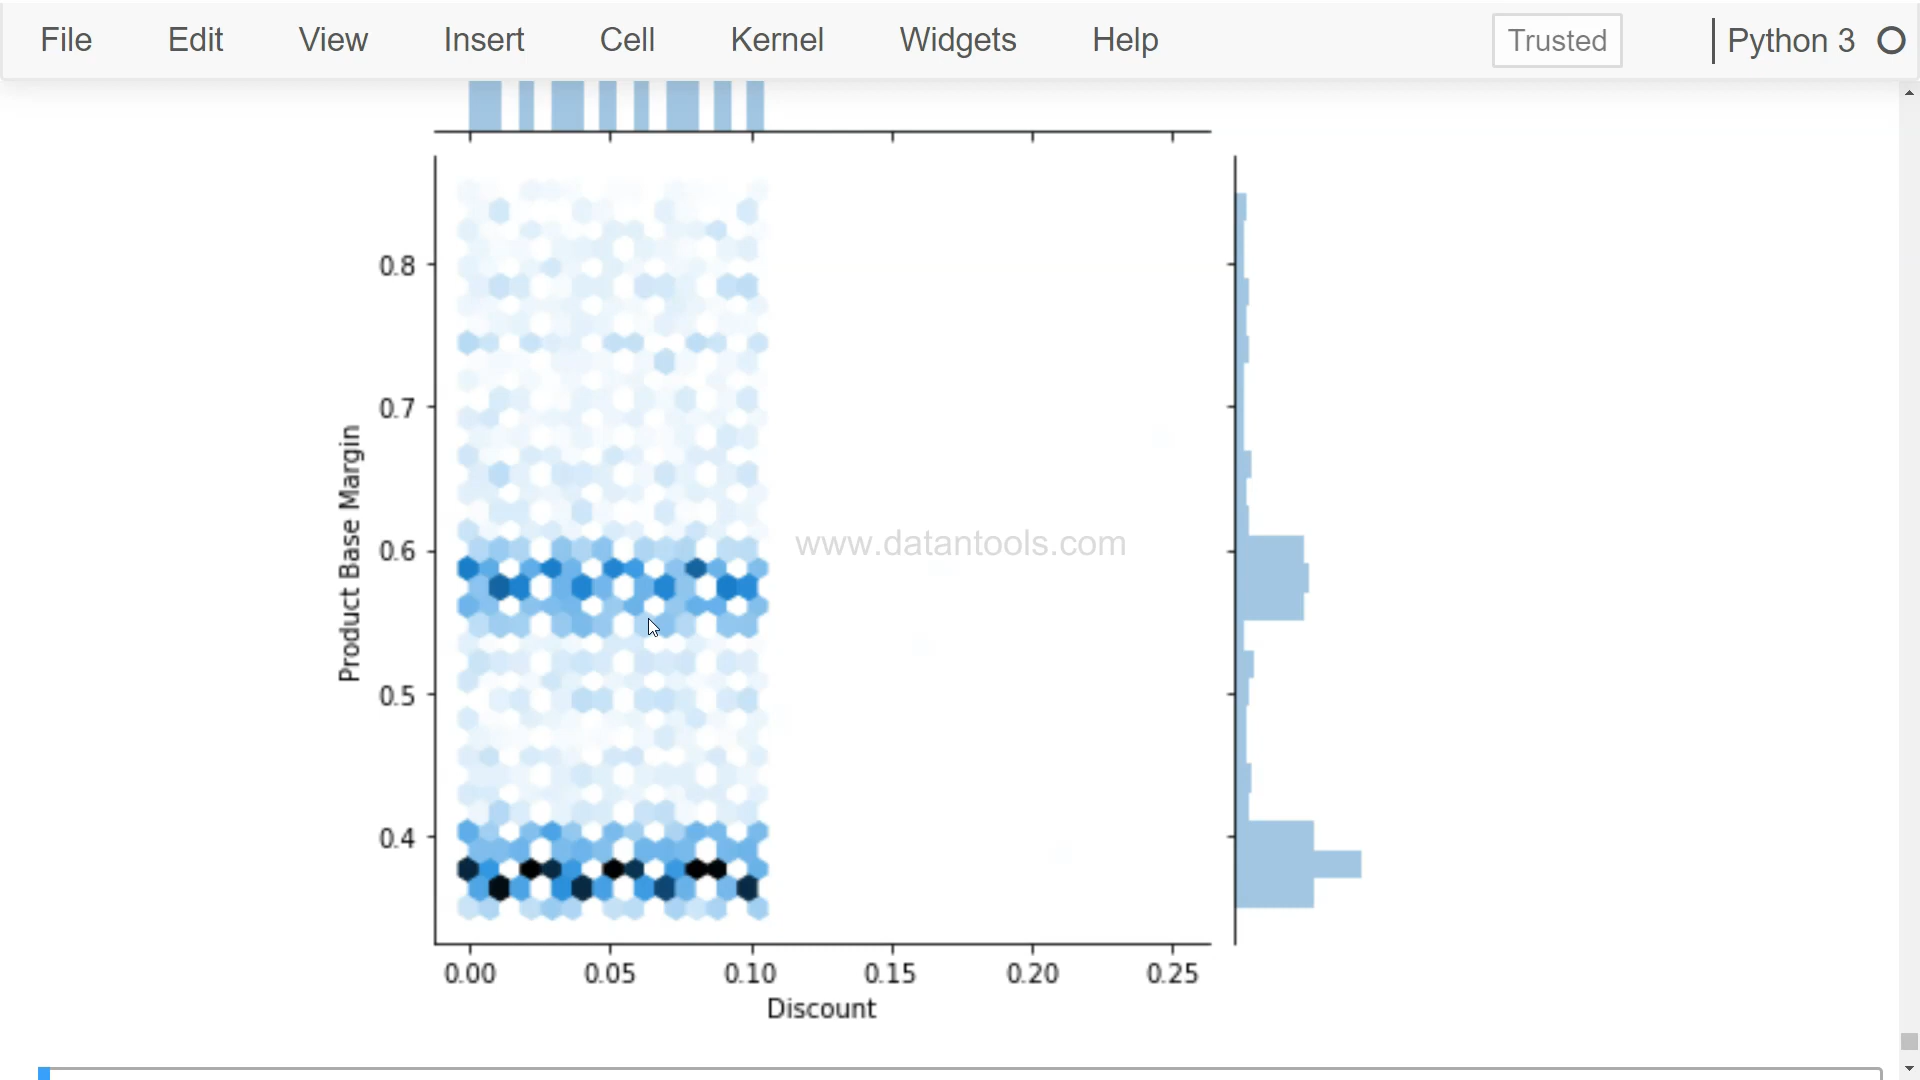 File Edit View Insert Cell Kernel Widgets Help Trusted Python 3
0.8
0.7
0.6
0.5
0.4
Product Base Margin
www.datantools.com
0.00 0.05 0.10 0.15 0.20 0.25
Discount